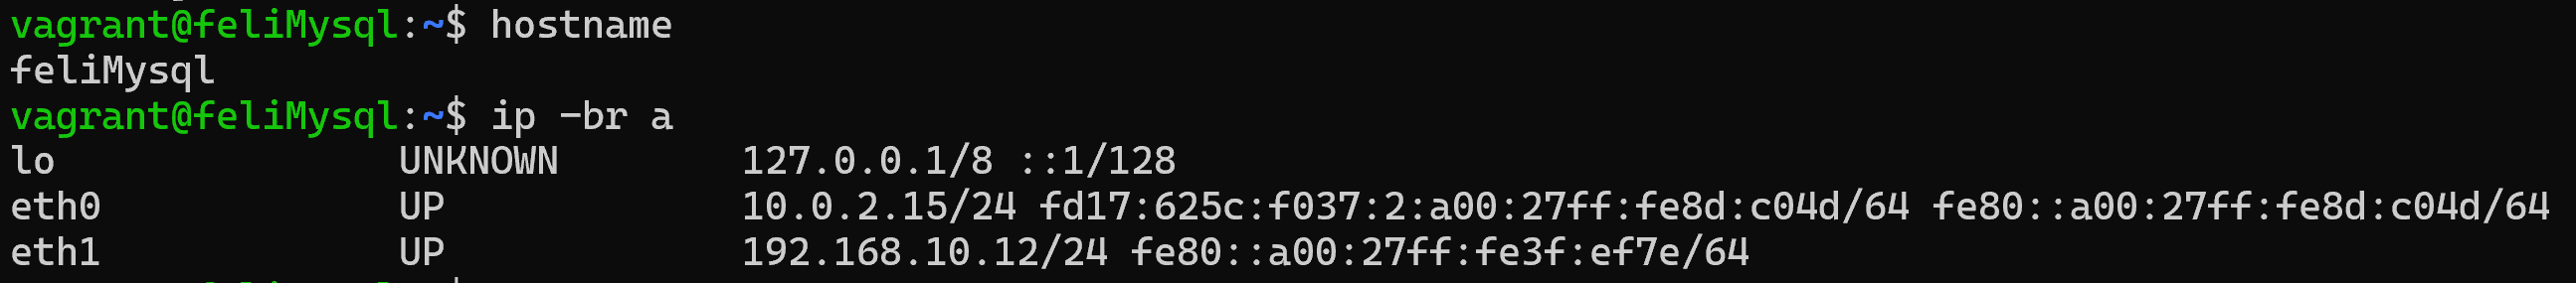 vagrant@feliMysql:~$ hostname
feliMysql
vagrant@feliMysql:~$ ip -br a
lo               UNKNOWN        127.0.0.1/8 ::1/128
eth0             UP             10.0.2.15/24 fd17:625c:f037:2:a00:27ff:fe8d:c04d/64 fe80::a00:27ff:fe8d:c04d/64
eth1             UP             192.168.10.12/24 fe80::a00:27ff:fe3f:ef7e/64